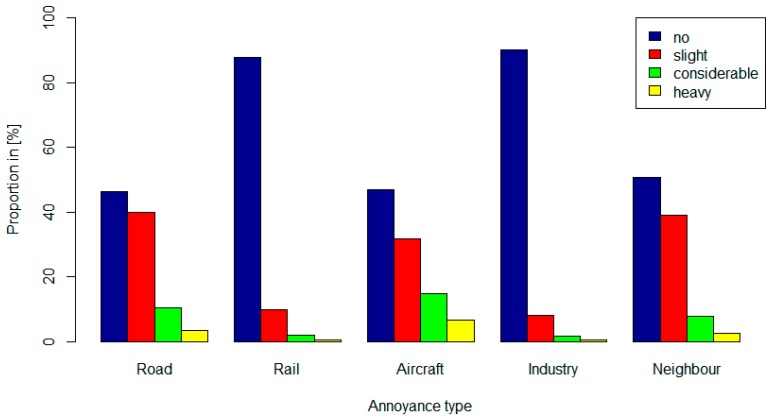 100
80
60
40
20
0
Proportion in [%]
no
slight
considerable
heavy
Road Rail Aircraft Industry Neighbour
Annoyance type